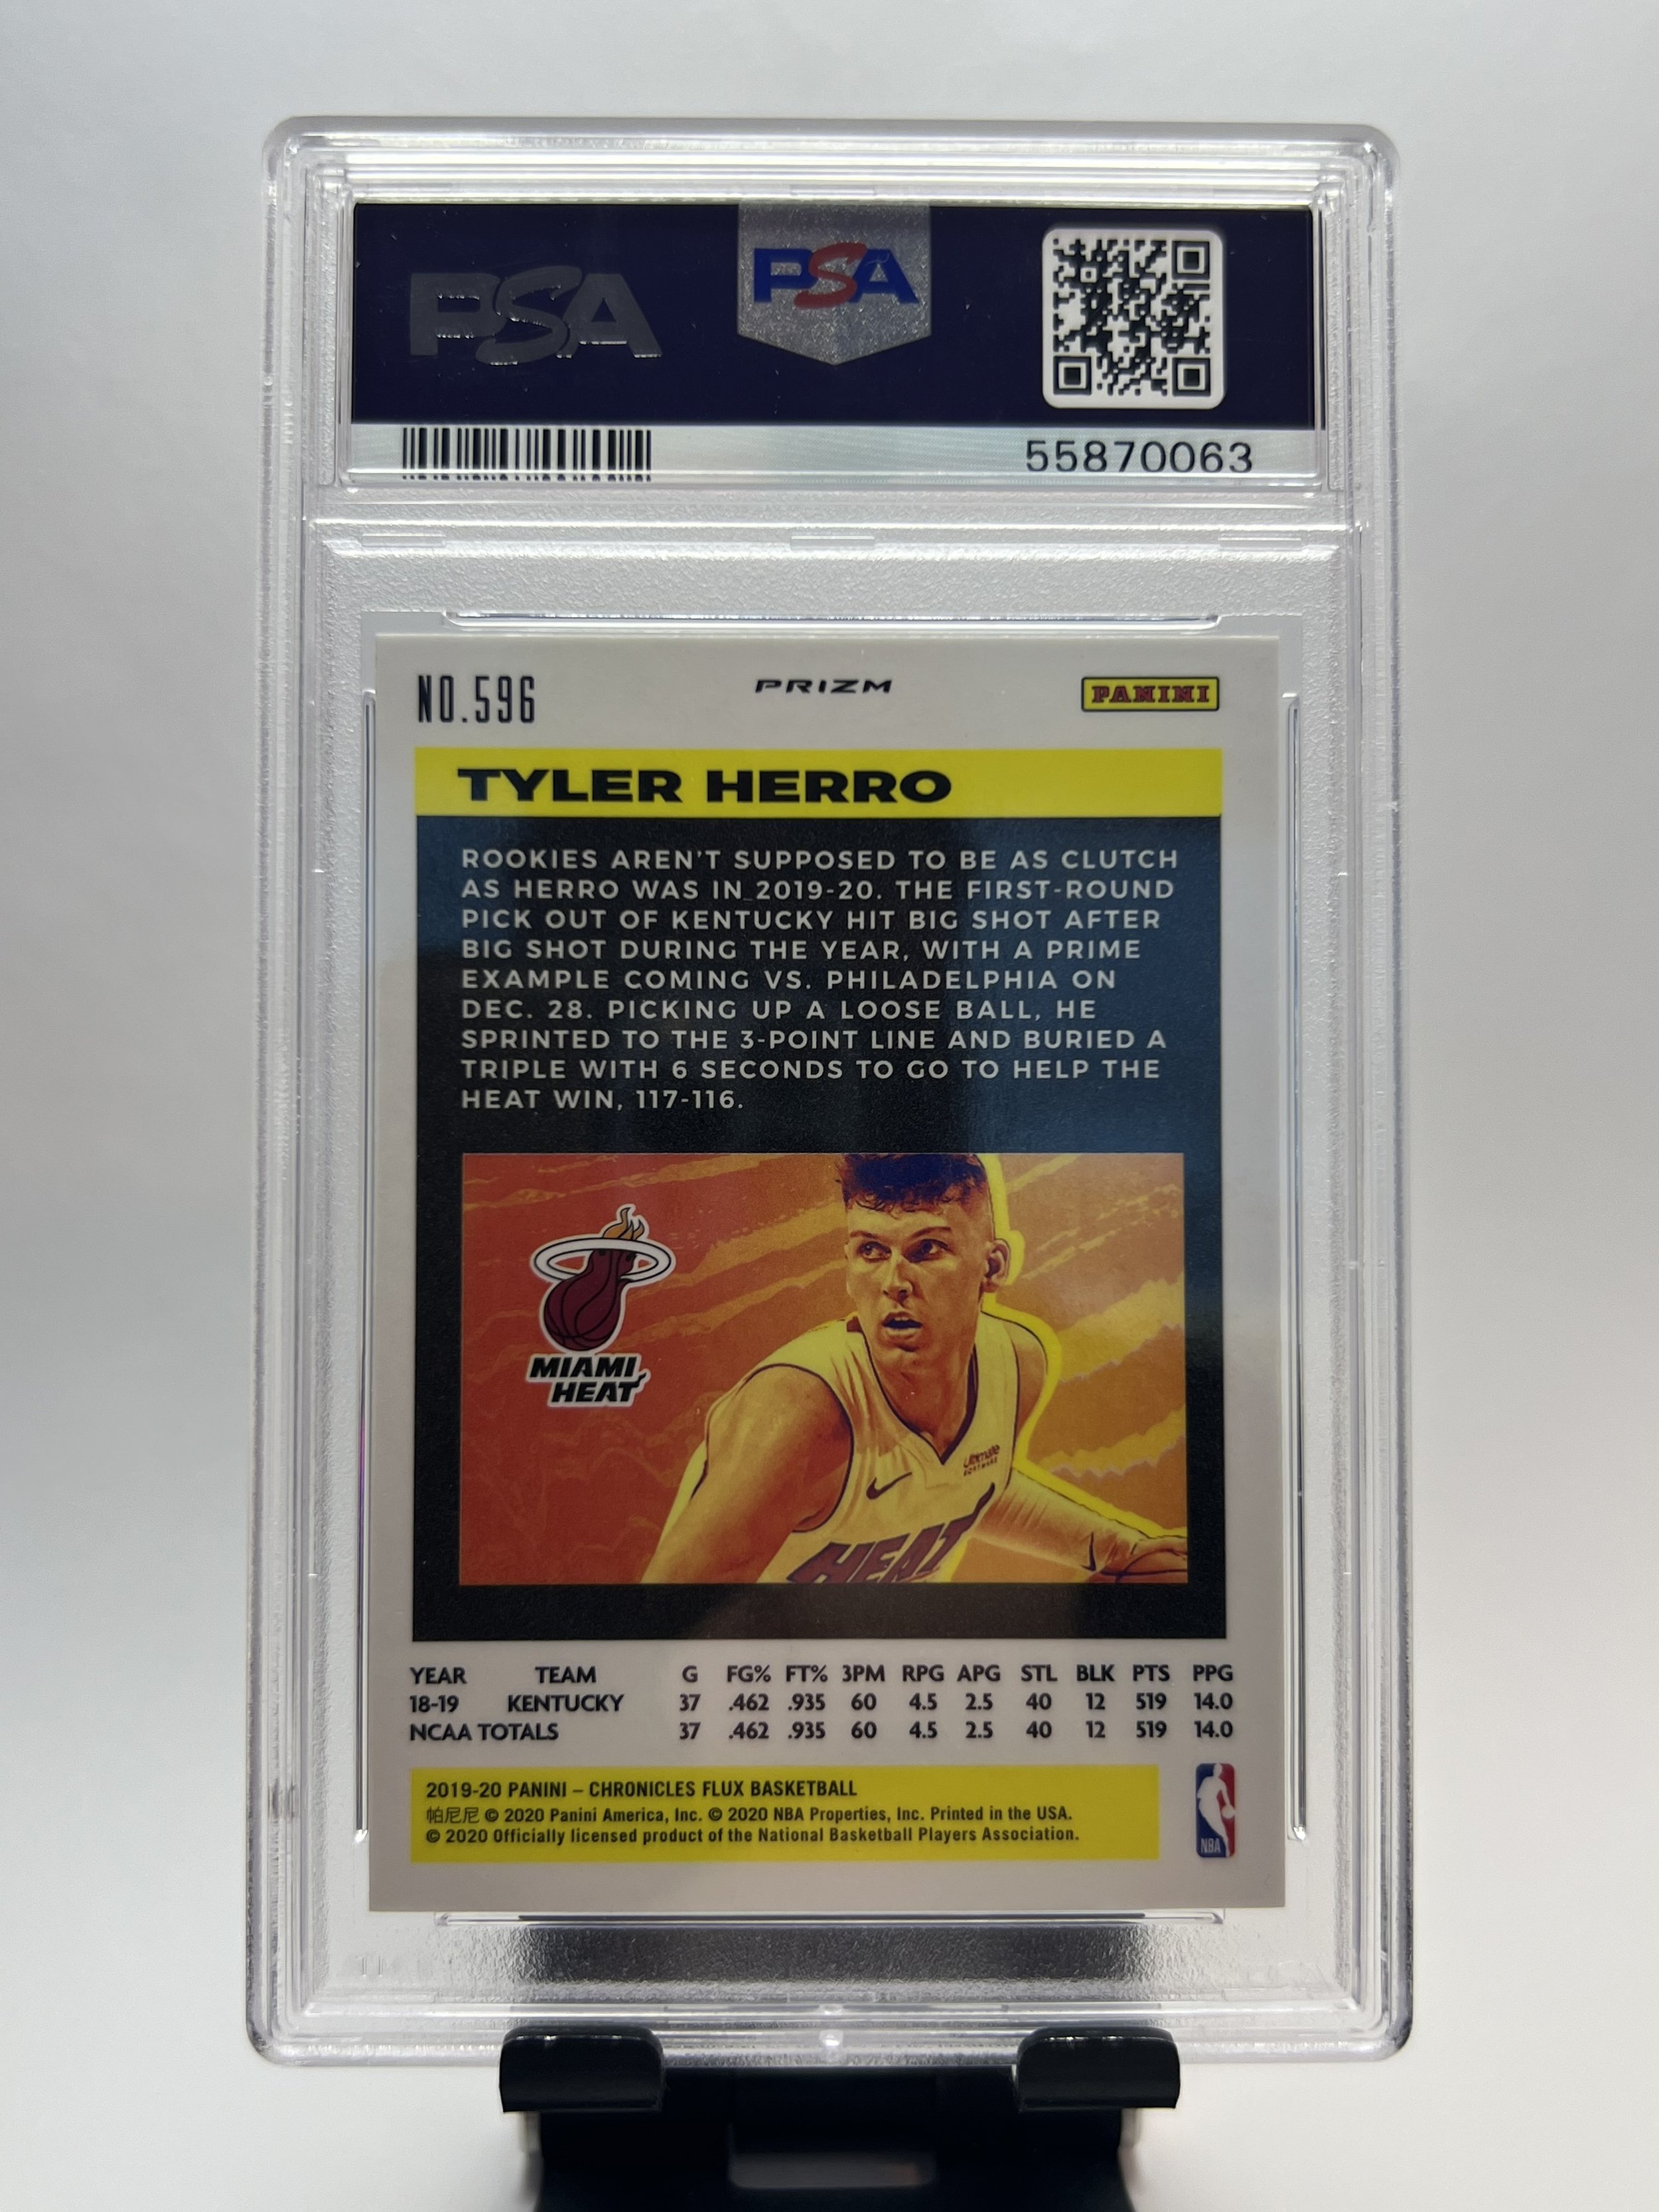 PSA
PSA
55870063
NO.596
PRIZM
PANINI
TYLER HERRO
ROOKIES AREN'T SUPPOSED TO BE AS CLUTCH
AS HERRO WAS IN 2019-20. THE FIRST-ROUND
PICK OUT OF KENTUCKY HIT BIG SHOT AFTER
BIG SHOT DURING THE YEAR, WITH A PRIME
EXAMPLE COMING VS. PHILADELPHIA ON
DEC. 28. PICKING UP A LOOSE BALL, HE
SPRINTED TO THE 3-POINT LINE AND BURIED A
TRIPLE WITH 6 SECONDS TO GO TO HELP THE
HEAT WIN, 117-116.
MIAMI
HEAT
Ultimate
SOFTWARE
HEAT
YEAR TEAM G FG% FT% 3PM RPG APG STL BLK PTS PPG
18-19 KENTUCKY 37 .462 .935 60 4.5 2.5 40 12 519 14.0
NCAA TOTALS 37 .462 .935 60 4.5 2.5 40 12 519 14.0
2019-20 PANINI – CHRONICLES FLUX BASKETBALL
帕尼尼 © 2020 Panini America, Inc. © 2020 NBA Properties, Inc. Printed in the USA.
© 2020 Officially licensed product of the National Basketball Players Association.
NBA